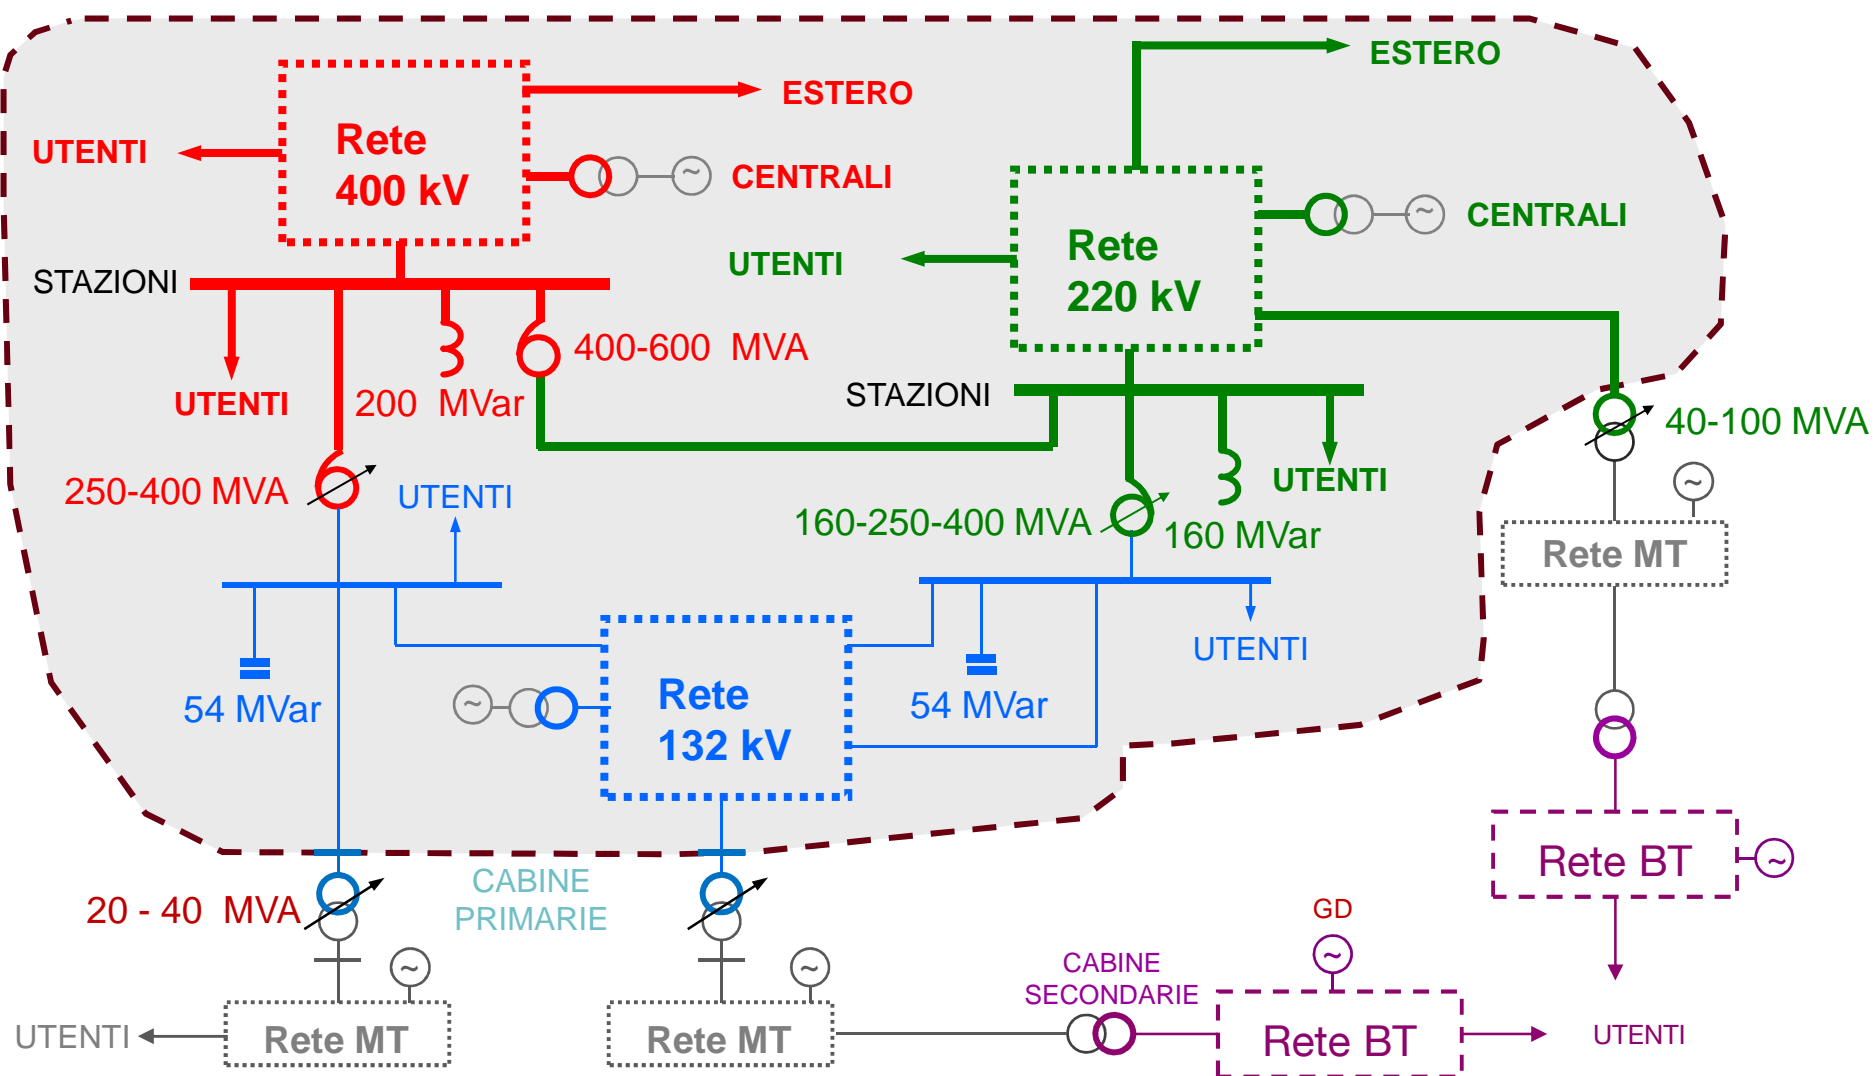 ESTERO
ESTERO
Rete
400 kV
UTENTI
CENTRALI
CENTRALI
Rete
220 kV
UTENTI
STAZIONI
400-600 MVA
UTENTI
200 MVar
STAZIONI
40-100 MVA
250-400 MVA
UTENTI
UTENTI
160-250-400 MVA
160 MVar
Rete MT
UTENTI
54 MVar
Rete
132 kV
54 MVar
Rete BT
20 - 40 MVA
CABINE
PRIMARIE
GD
CABINE
SECONDARIE
UTENTI
Rete MT
Rete MT
Rete BT
UTENTI